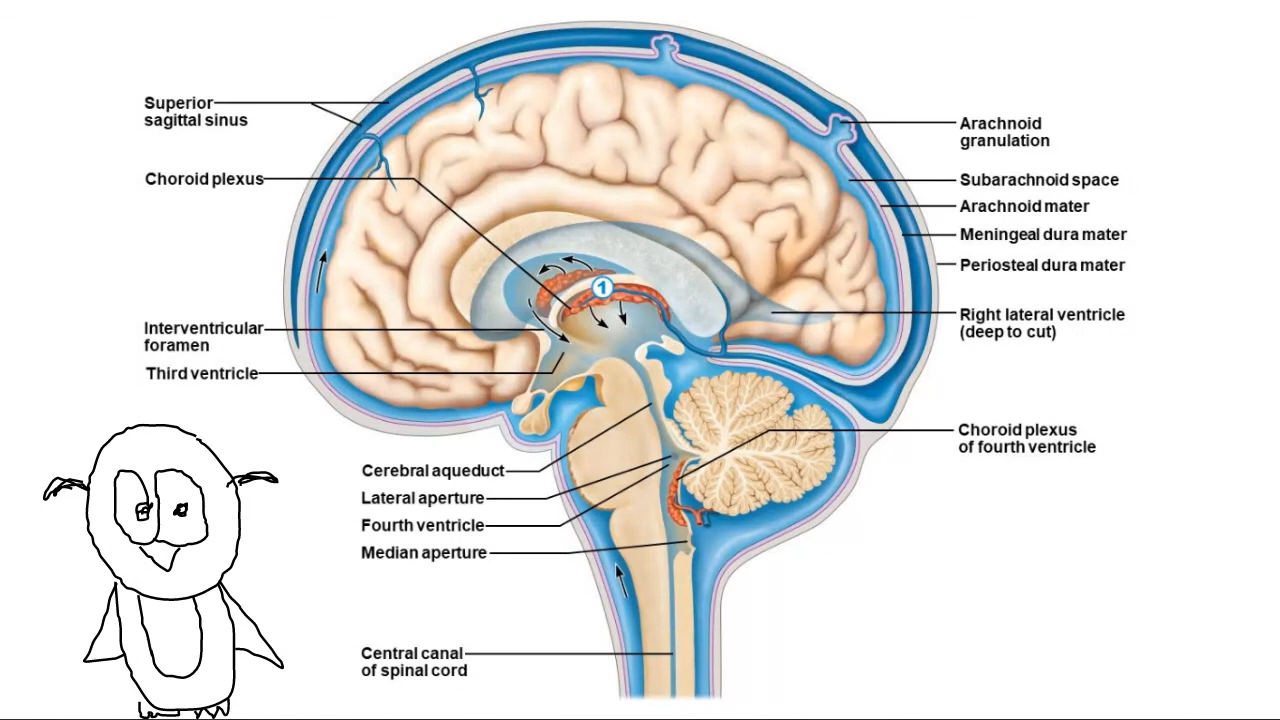 Superior
sagittal sinus
Choroid plexus
Interventricular
foramen
Third ventricle
1
Cerebral aqueduct
Lateral aperture
Fourth ventricle
Median aperture
Central canal
of spinal cord
Arachnoid
granulation
Subarachnoid space
Arachnoid mater
Meningeal dura mater
Periosteal dura mater
Right lateral ventricle
(deep to cut)
Choroid plexus
of fourth ventricle